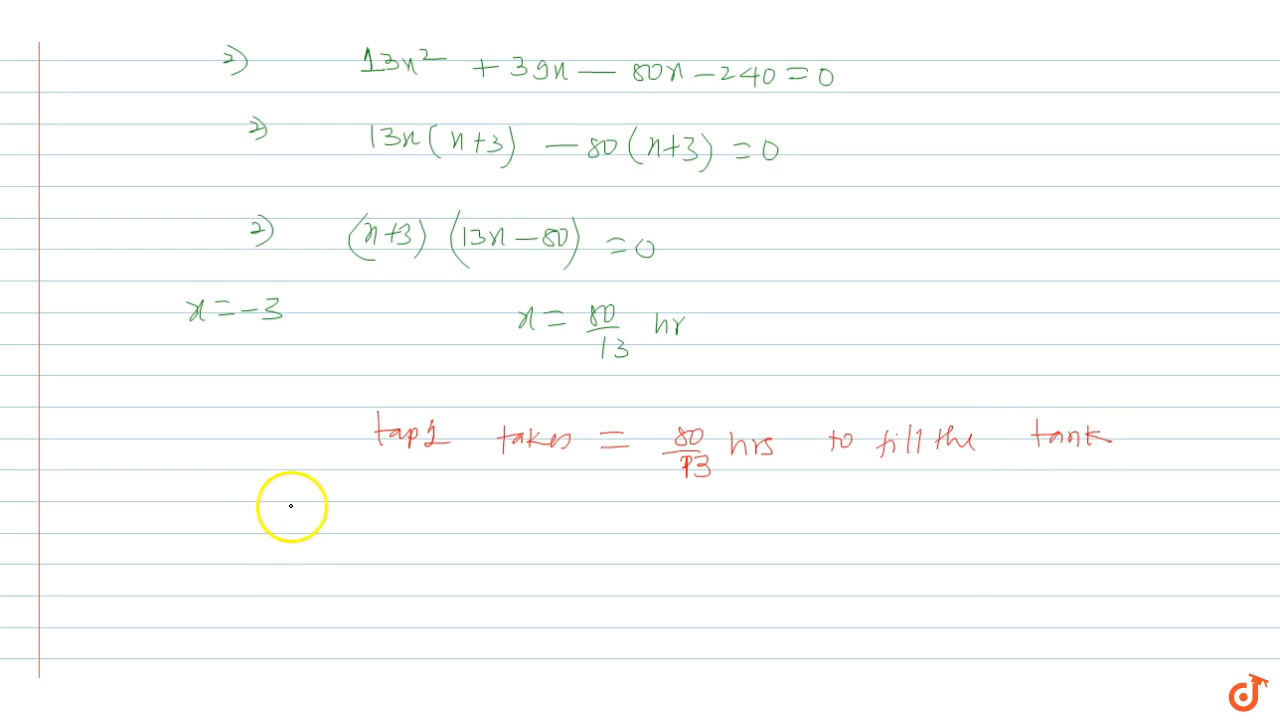 ⇒) 13x² + 39x - 80x - 240 = 0
⇒) 13x(x+3) - 80(x+3) = 0
⇒) (x+3) (13x - 80) = 0
x = -3 x = 80/13 hr
tap 1 takes = 80/13 hrs to fill the tank